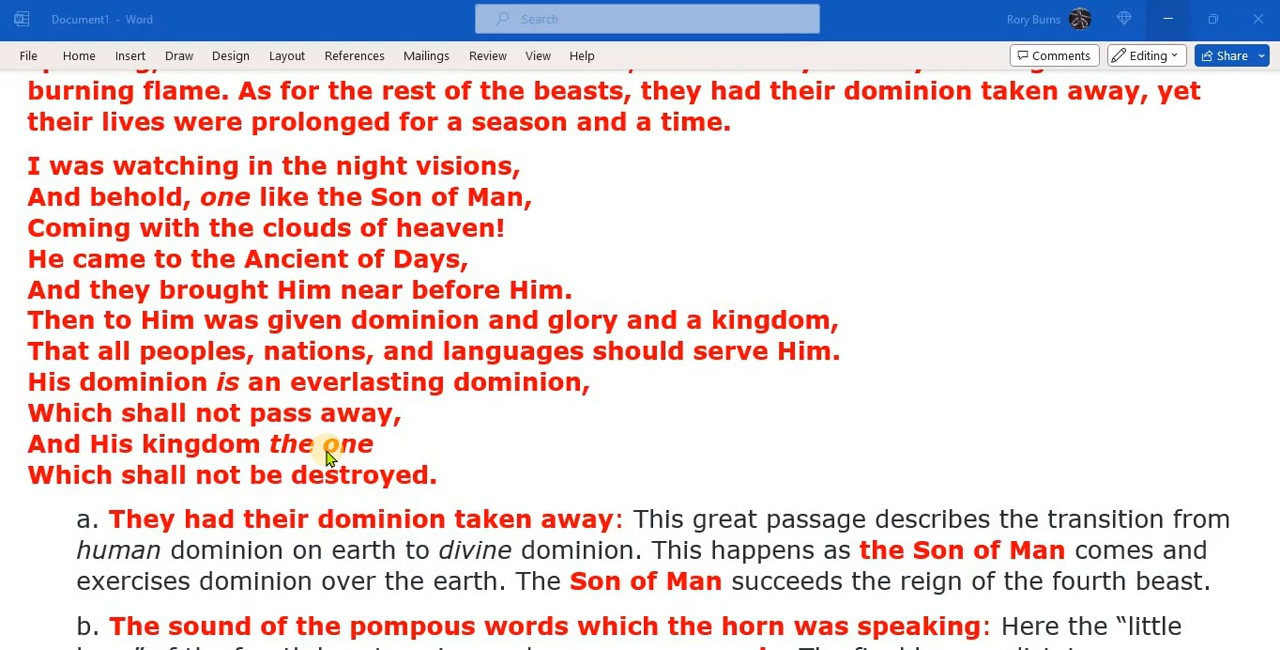 Document1 - Word
Search
Rory Burns
File Home Insert Draw Design Layout References Mailings Review View Help
Comments Editing Share
burning flame. As for the rest of the beasts, they had their dominion taken away, yet
their lives were prolonged for a season and a time.
I was watching in the night visions,
And behold, one like the Son of Man,
Coming with the clouds of heaven!
He came to the Ancient of Days,
And they brought Him near before Him.
Then to Him was given dominion and glory and a kingdom,
That all peoples, nations, and languages should serve Him.
His dominion is an everlasting dominion,
Which shall not pass away,
And His kingdom the one
Which shall not be destroyed.
a. They had their dominion taken away: This great passage describes the transition from
human dominion on earth to divine dominion. This happens as the Son of Man comes and
exercises dominion over the earth. The Son of Man succeeds the reign of the fourth beast.
b. The sound of the pompous words which the horn was speaking: Here the “little